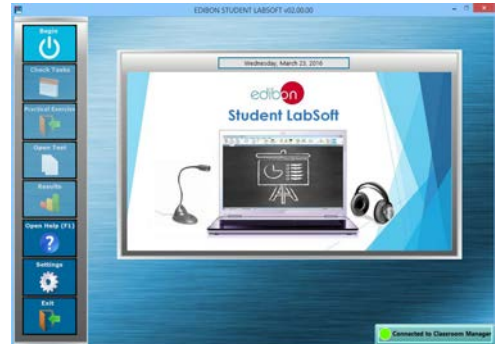 EDIBON STUDENT LABSOFT v02.00.00
Begin
Check Tasks
Practical Exercise
Open Test
Results
Open Help (F1)
Settings
Exit
Wednesday, March 23, 2016
edibon
Student LabSoft
Connected to Classroom Manager